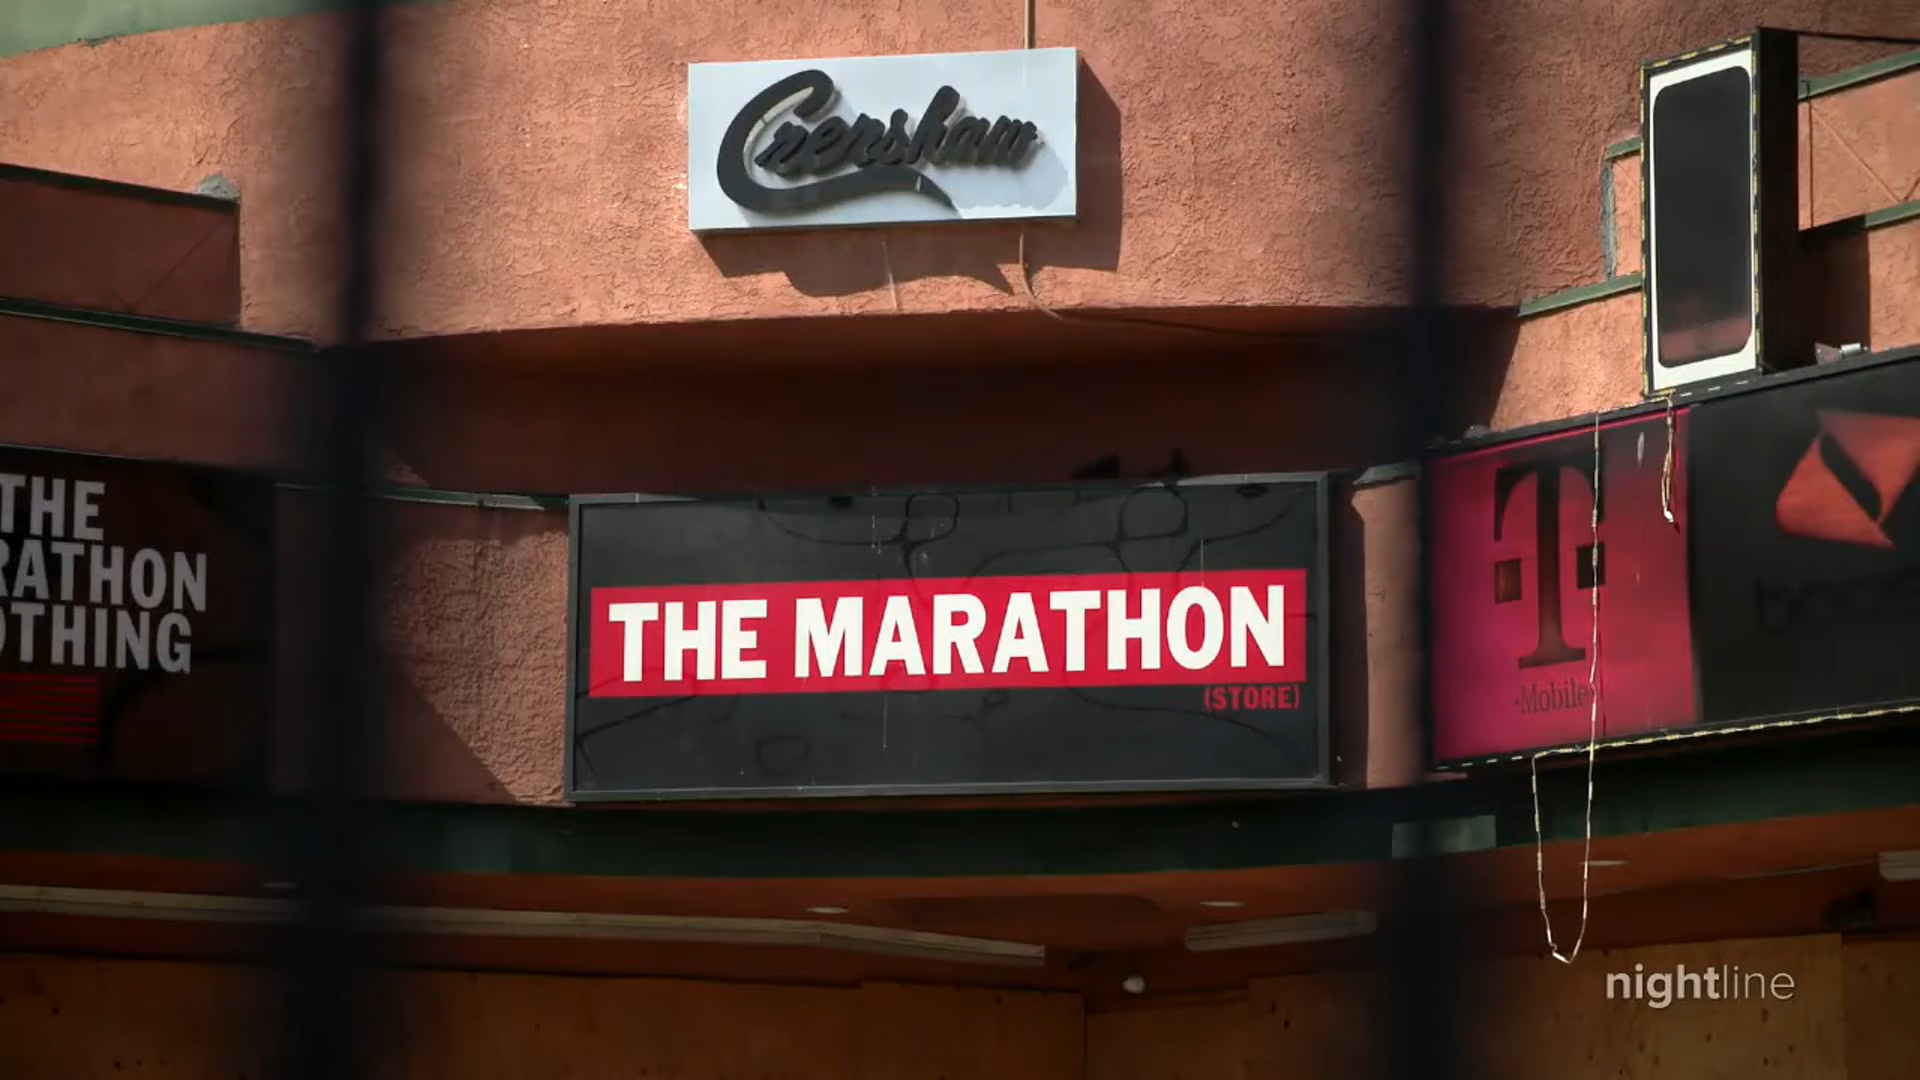 Crenshaw
THE
RATHON
OTHING
THE MARATHON
(STORE)
T
-Mobile
nightline